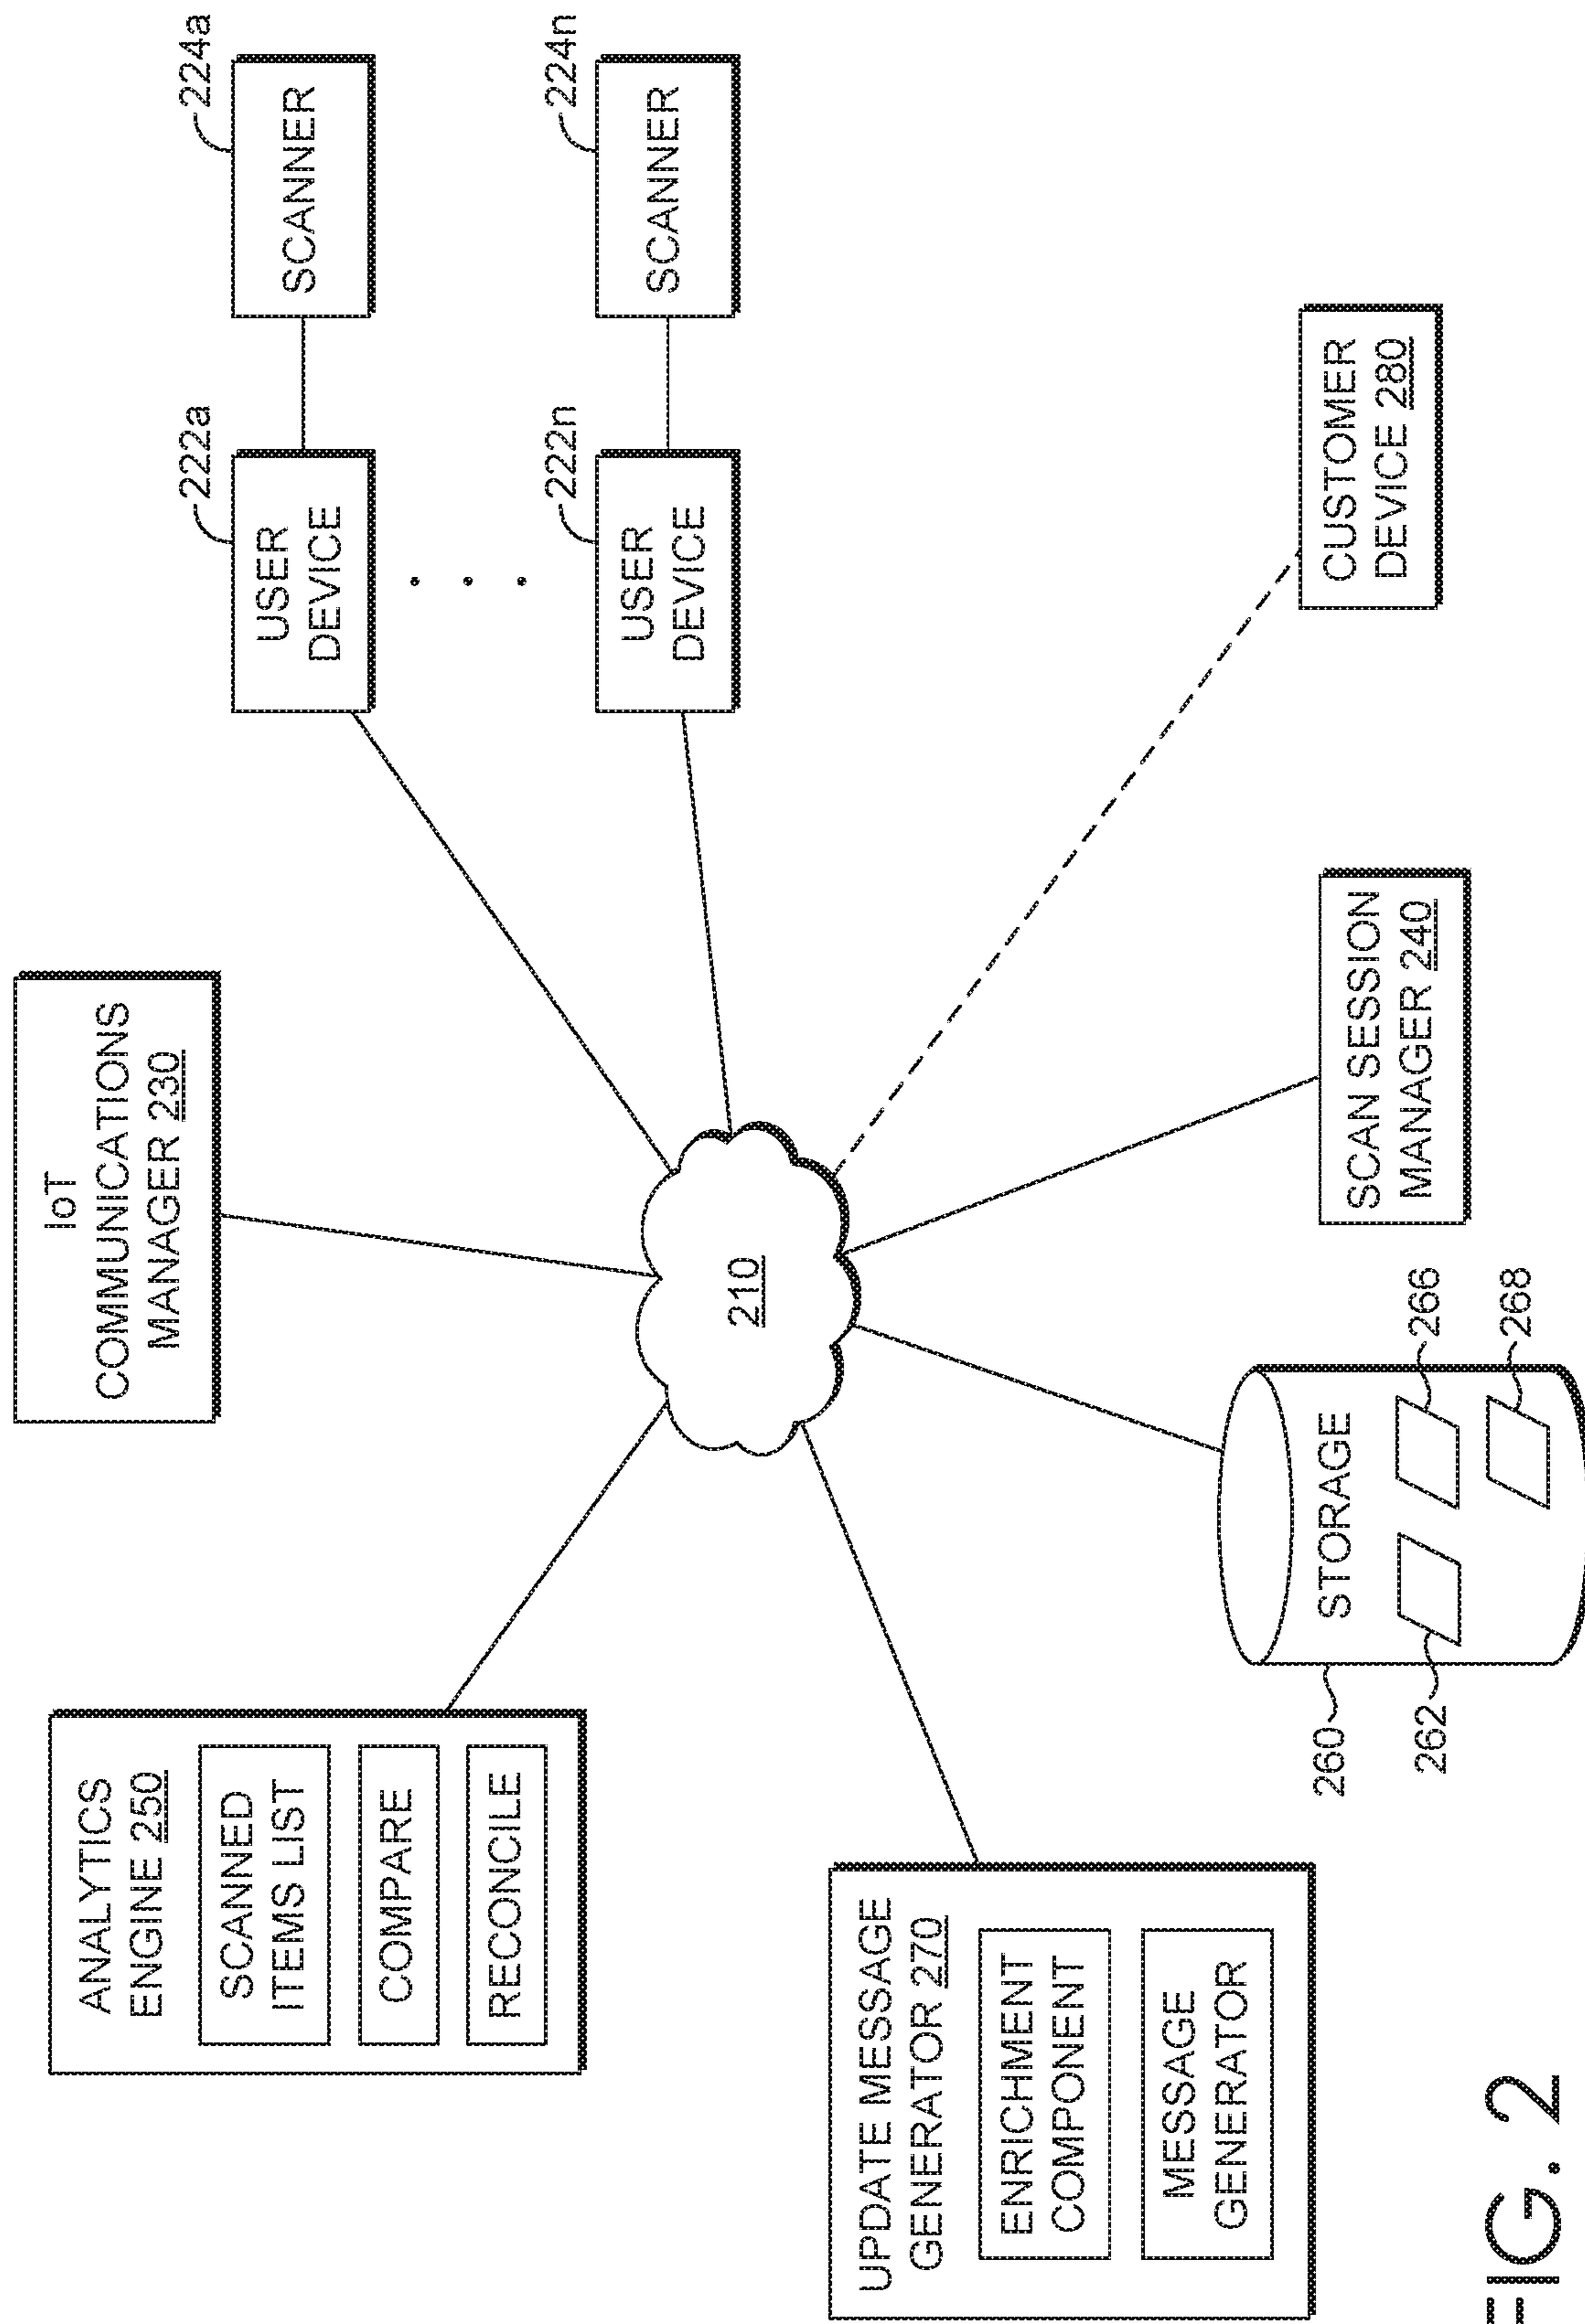 IoT
COMMUNICATIONS
MANAGER 230
ANALYTICS
ENGINE 250
SCANNED
ITEMS LIST
COMPARE
RECONCILE
222a
224a
USER
DEVICE
SCANNER
222n
224n
USER
DEVICE
SCANNER
210
UPDATE MESSAGE
GENERATOR 270
ENRICHMENT
COMPONENT
MESSAGE
GENERATOR
260
262
STORAGE
266
268
SCAN SESSION
MANAGER 240
CUSTOMER
DEVICE 280
FIG. 2